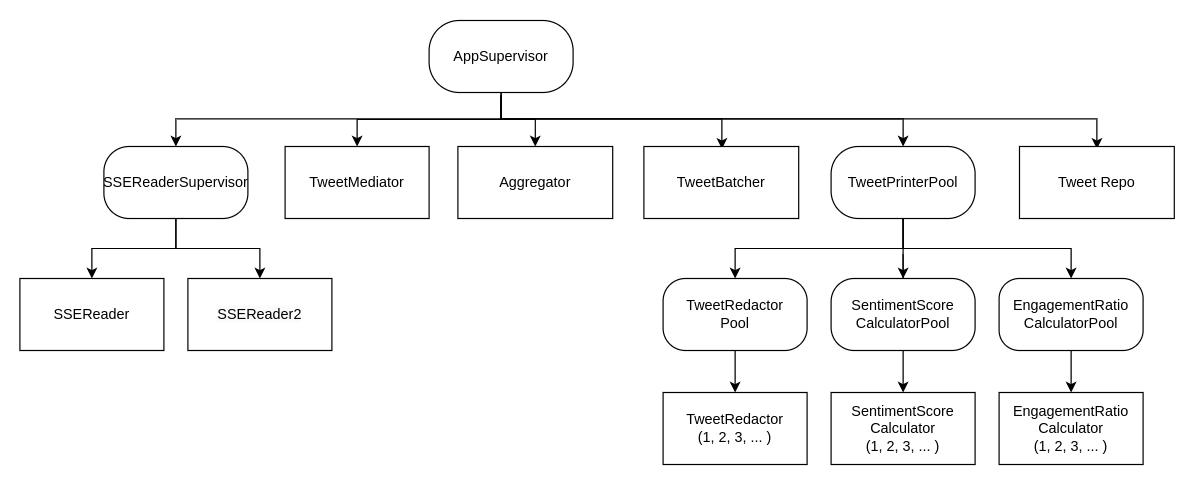 AppSupervisor
SSEReaderSupervisor
TweetMediator
Aggregator
TweetBatcher
TweetPrinterPool
Tweet Repo
SSEReader
SSEReader2
TweetRedactor
Pool
SentimentScore
CalculatorPool
EngagementRatio
CalculatorPool
TweetRedactor
(1, 2, 3, ... )
SentimentScore
Calculator
(1, 2, 3, ... )
EngagementRatio
Calculator
(1, 2, 3, ... )